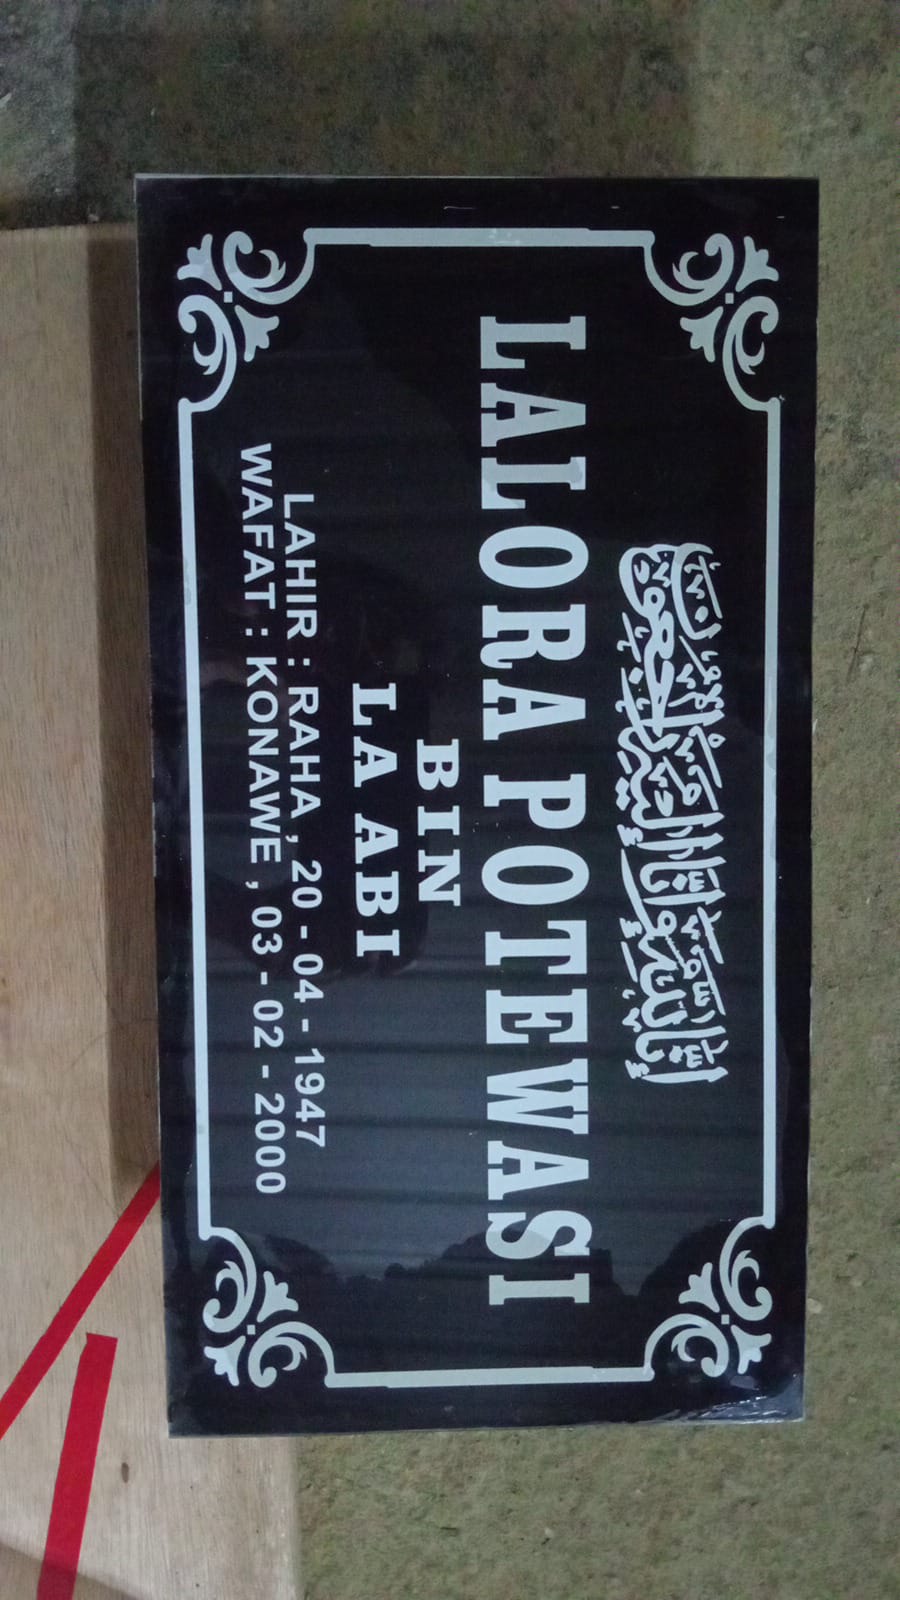 إنا لله وإنا إليه راجعون
LALORA POTEWASI
BIN
LA ABI
LAHIR : RAHA , 20 - 04 - 1947
WAFAT : KONAWE , 03 - 02 - 2000